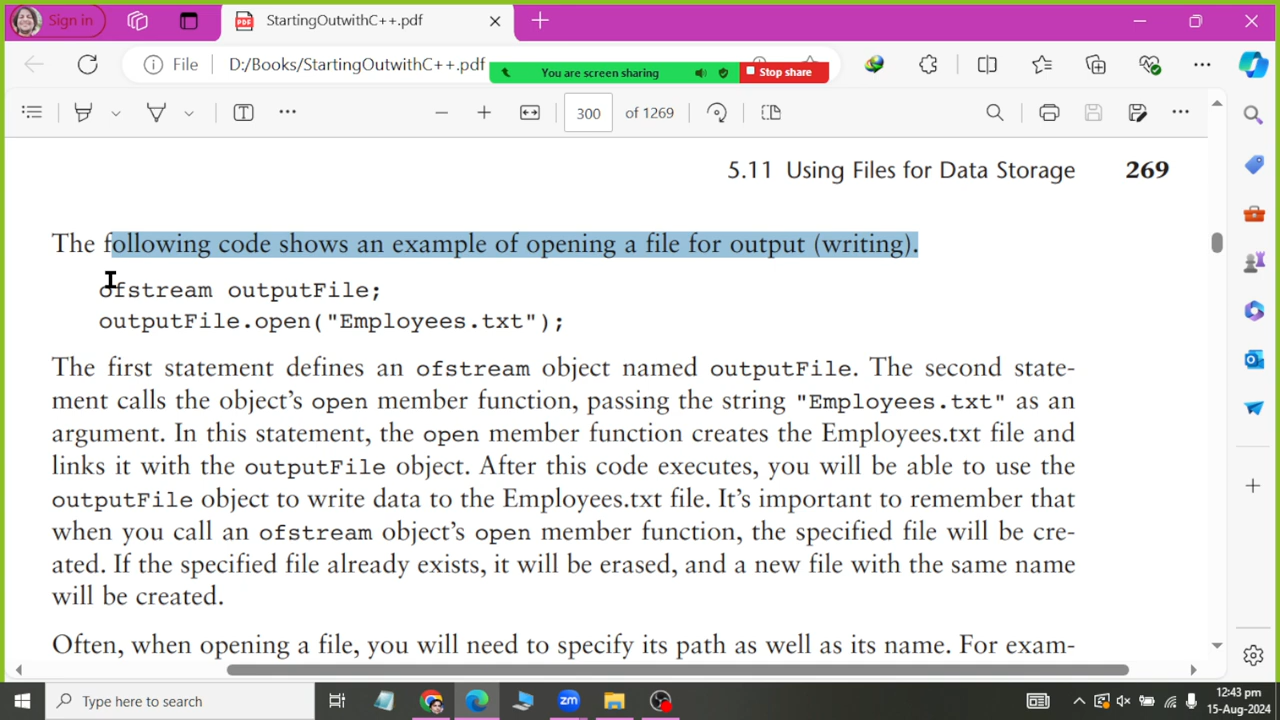 Sign in
StartingOutwithC++.pdf
File
D:/Books/StartingOutwithC++.pdf
You are screen sharing
Stop share
300
of 1269
5.11 Using Files for Data Storage 269
The following code shows an example of opening a file for output (writing).
ofstream outputFile;
outputFile.open("Employees.txt");
The first statement defines an ofstream object named outputFile. The second state-
ment calls the object's open member function, passing the string "Employees.txt" as an
argument. In this statement, the open member function creates the Employees.txt file and
links it with the outputFile object. After this code executes, you will be able to use the
outputFile object to write data to the Employees.txt file. It's important to remember that
when you call an ofstream object's open member function, the specified file will be cre-
ated. If the specified file already exists, it will be erased, and a new file with the same name
will be created.
Often, when opening a file, you will need to specify its path as well as its name. For exam-
Type here to search
zm
12:43 pm
15-Aug-2024